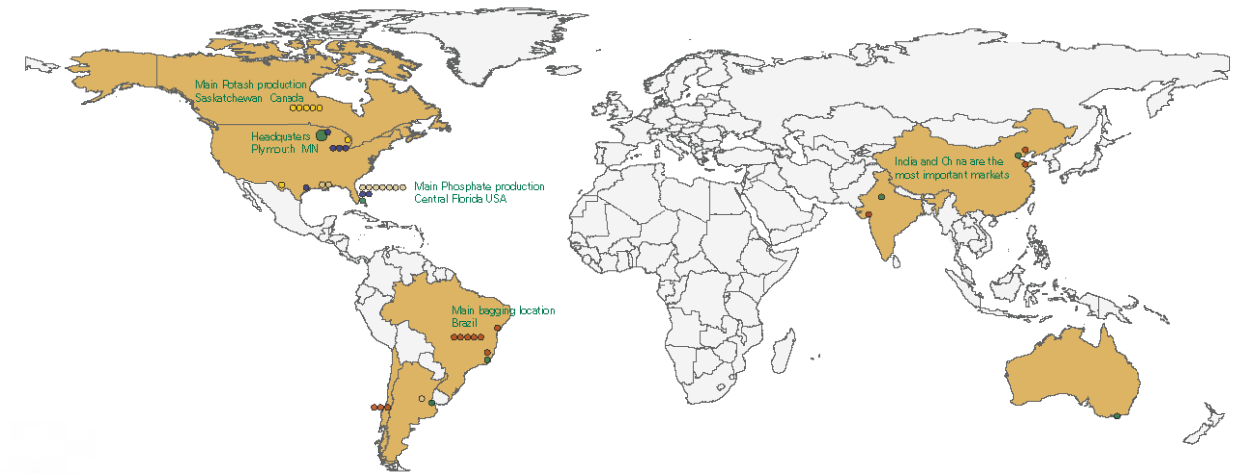 Main Potash production
Saskatchewan Canada
Headquaters
Plymouth MN
Main Phosphate production
Central Florida USA
India and China are the
most important markets
Main bagging location
Brazil